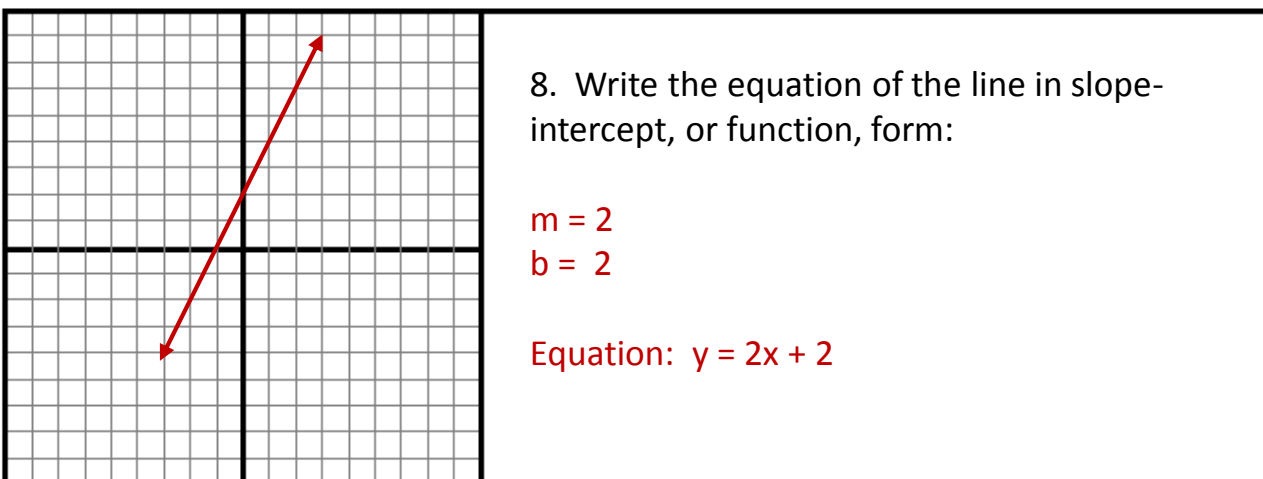 8.  Write the equation of the line in slope-
intercept, or function, form:
m = 2
b =  2
Equation:  y = 2x + 2